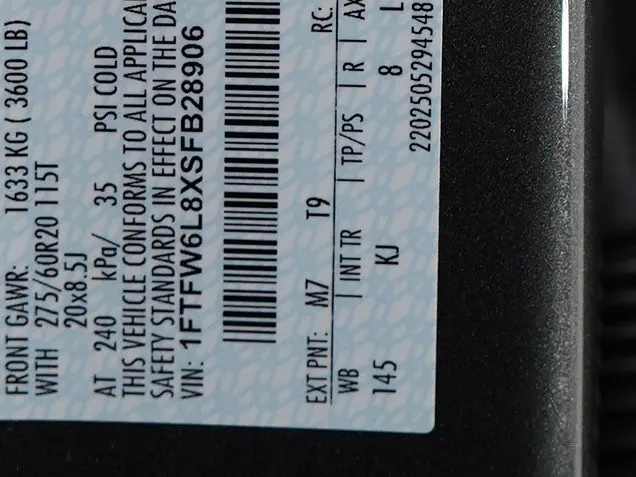 FRONT GAWR: 1633 KG ( 3600 LB)
WITH 275/60R20 115T
20x8.5J
AT 240 kPa/ 35 PSI COLD
THIS VEHICLE CONFORMS TO ALL APPLICA
SAFETY STANDARDS IN EFFECT ON THE DA
VIN: 1FTFW6L8XSFB28906
EXT PNT: M7 T9 RC:
WB | INT TR | TP/PS | R | AX
145 KJ 8 L
2202505294548